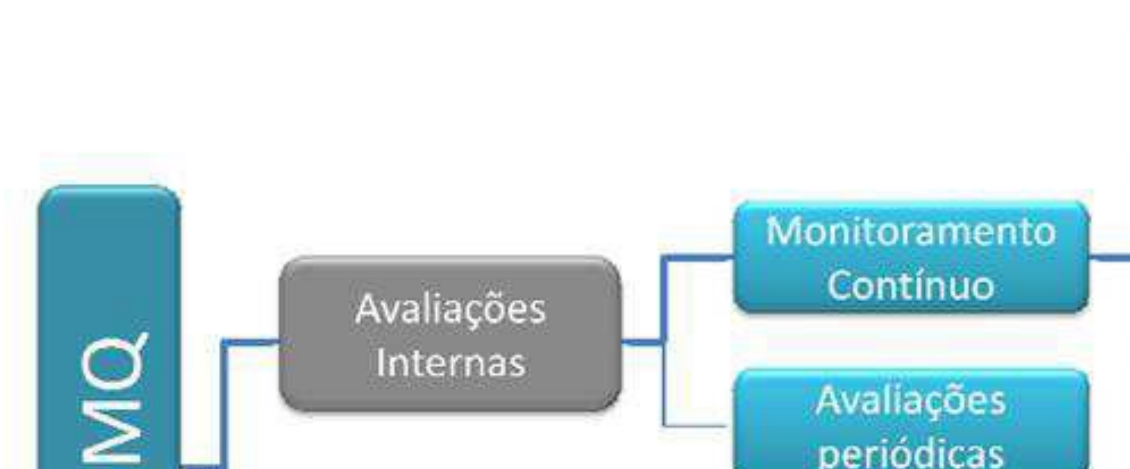 MQ
Avaliações
Internas
Monitoramento
Contínuo
Avaliações
periódicas